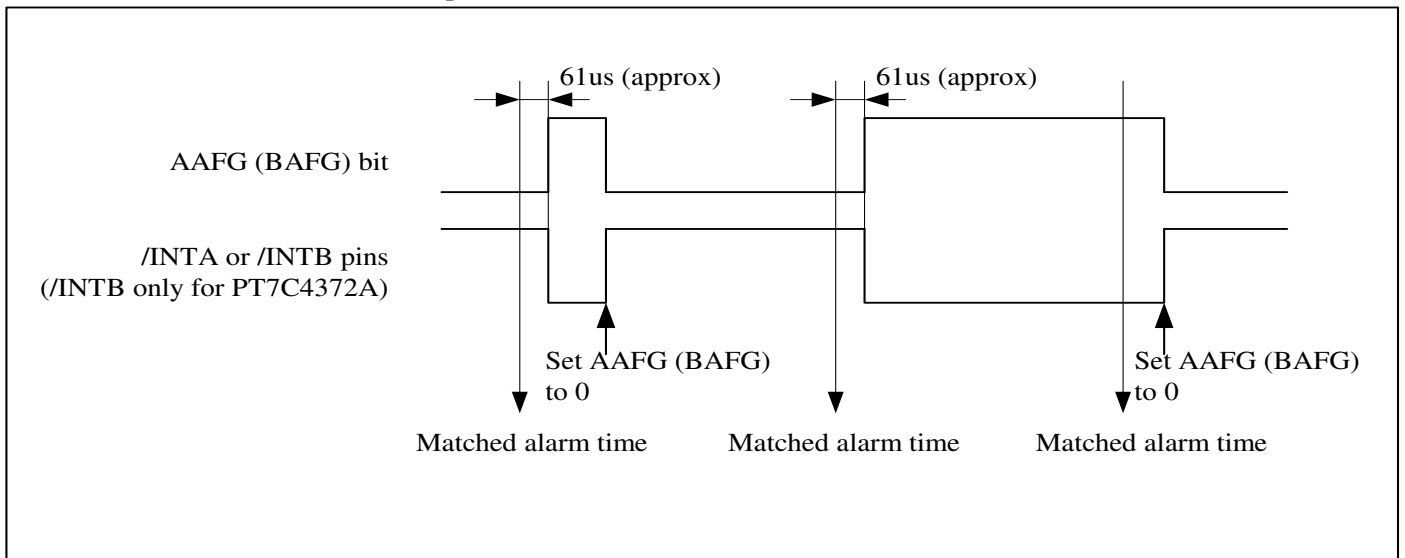 61us (approx)
61us (approx)
AAFG (BAFG) bit
/INTA or /INTB pins
(/INTB only for PT7C4372A)
Set AAFG (BAFG)
to 0
Set AAFG (BAFG)
to 0
Matched alarm time
Matched alarm time
Matched alarm time